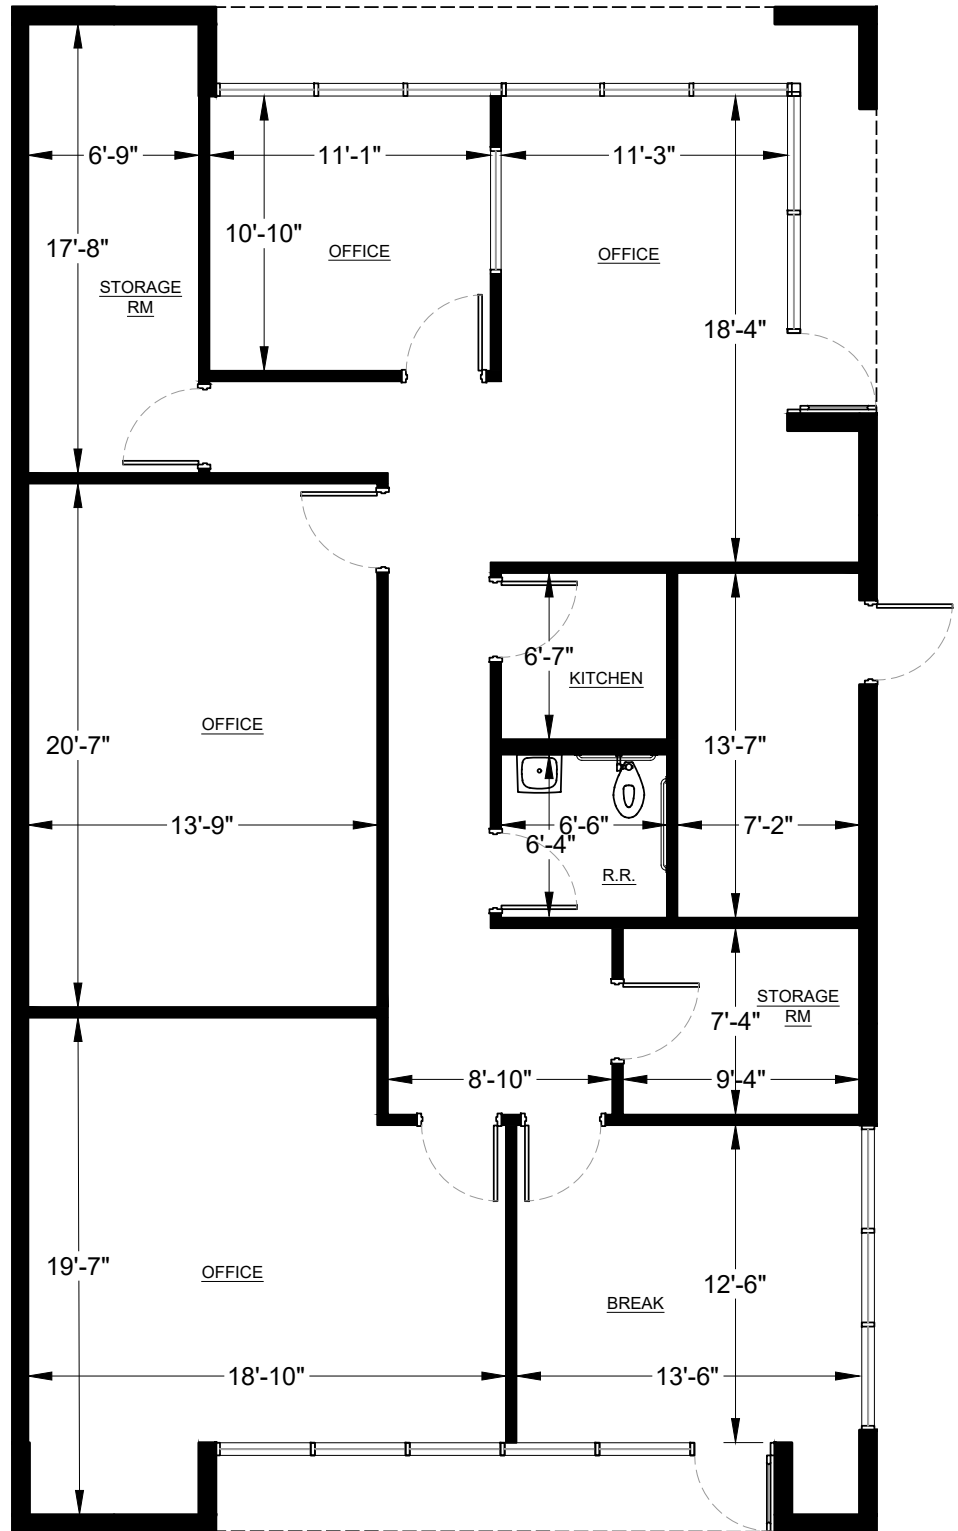 6'-9"
11'-1"
11'-3"
10'-10"
17'-8"
OFFICE
OFFICE
STORAGE
RM
18'-4"
6'-7"
KITCHEN
OFFICE
20'-7"
13'-7"
13'-9"
6'-6"
7'-2"
6'-4"
R.R.
STORAGE
RM
7'-4"
8'-10"
9'-4"
19'-7"
OFFICE
12'-6"
BREAK
18'-10"
13'-6"